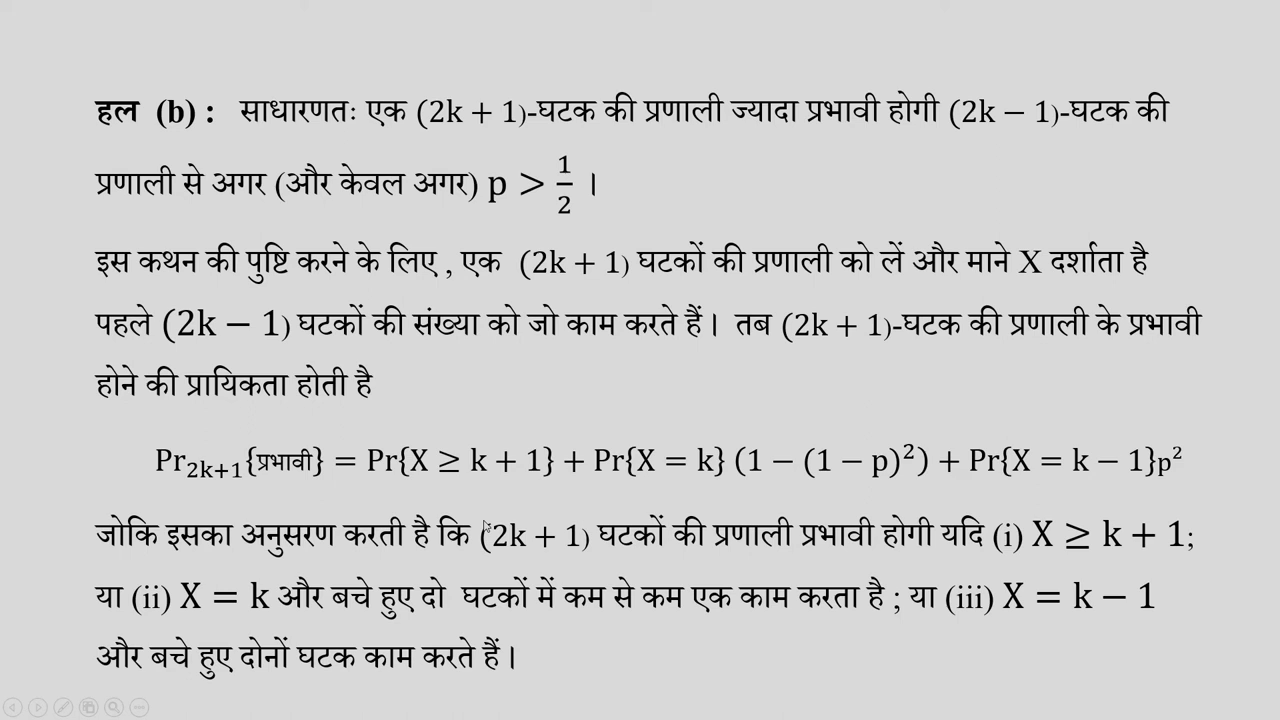 हल (b) : साधारणतः एक (2k + 1)-घटक की प्रणाली ज्यादा प्रभावी होगी (2k − 1)-घटक की
प्रणाली से अगर (और केवल अगर) p > 1/2 ।
इस कथन की पुष्टि करने के लिए , एक (2k + 1) घटकों की प्रणाली को लें और माने X दर्शाता है
पहले (2k − 1) घटकों की संख्या को जो काम करते हैं। तब (2k + 1)-घटक की प्रणाली के प्रभावी
होने की प्रायिकता होती है
Pr₂ₖ₊₁{प्रभावी} = Pr{X ≥ k + 1} + Pr{X = k} (1 − (1 − p)²) + Pr{X = k − 1}p²
जोकि इसका अनुसरण करती है कि (2k + 1) घटकों की प्रणाली प्रभावी होगी यदि (i) X ≥ k + 1;
या (ii) X = k और बचे हुए दो घटकों में कम से कम एक काम करता है ; या (iii) X = k − 1
और बचे हुए दोनों घटक काम करते हैं।